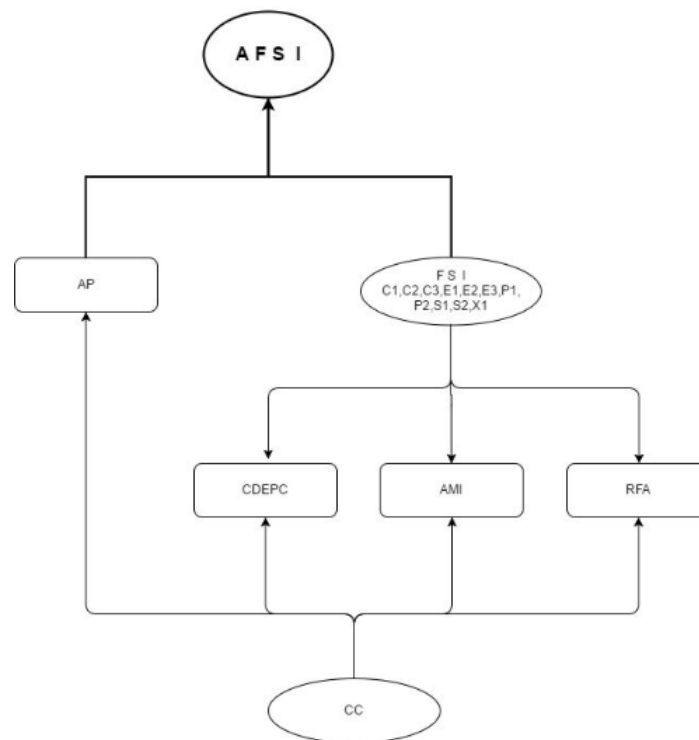 A F S I
AP
F S I
C1,C2,C3,E1,E2,E3,P1,
P2,S1,S2,X1
CDEPC
AMI
RFA
CC